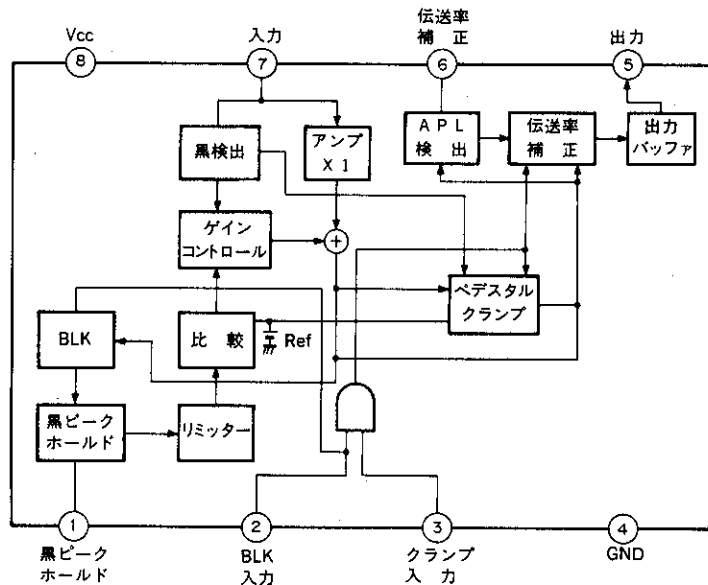 Vcc
8
入力
7
伝送率
補正
6
出力
5
黒検出
アンプ
X 1
A P L
検出
伝送率
補正
出力
バッファ
ゲイン
コントロール
+
ペデスタル
クランプ
BLK
比較
Ref
黒ピーク
ホールド
リミッター
1
黒ピーク
ホールド
2
BLK
入力
3
クランプ
入力
4
GND